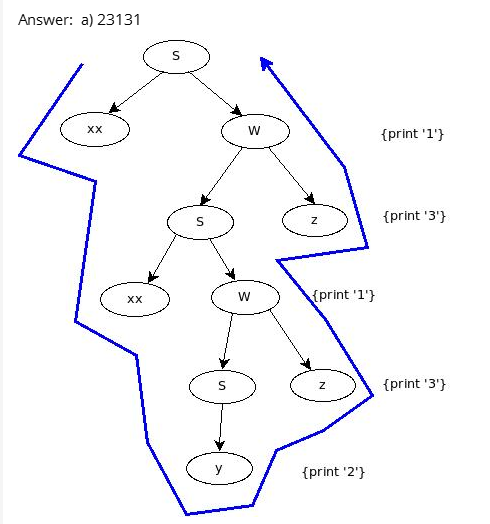 Answer: a) 23131
S
xx
W
{print '1'}
S
z
{print '3'}
xx
W
{print '1'}
S
z
{print '3'}
y
{print '2'}